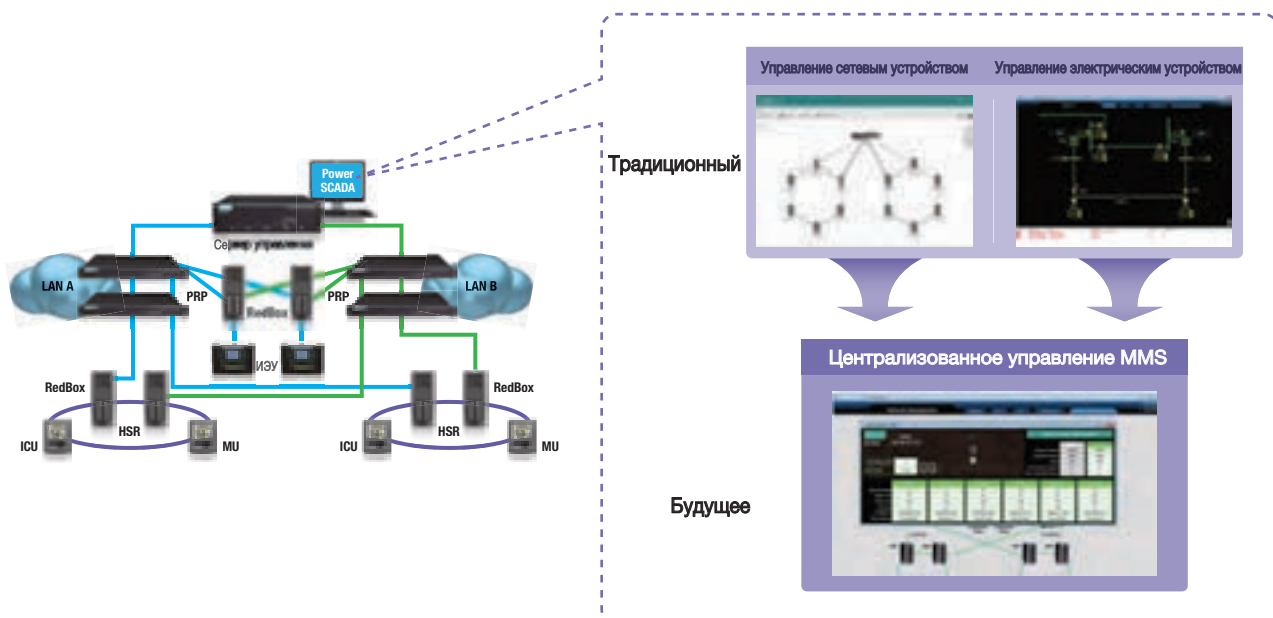 Управление сетевым устройством
Управление электрическим устройством
Традиционный
Power
SCADA
Сервер управления
LAN A
PRP
RedBox
PRP
LAN B
ИЭУ
RedBox
HSR
ICU
MU
RedBox
HSR
ICU
MU
Централизованное управление MMS
Будущее